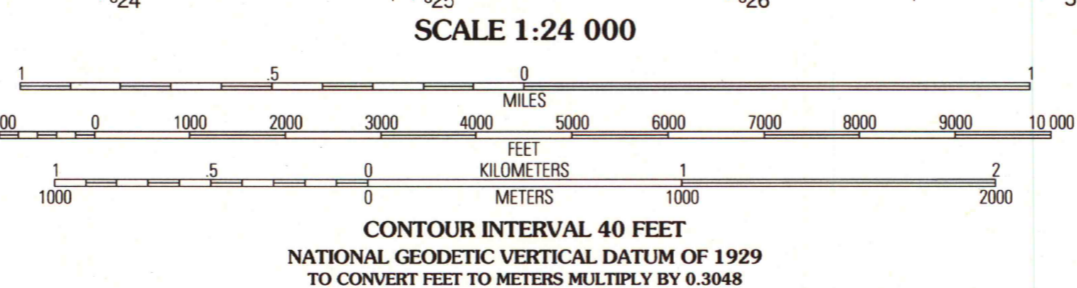 SCALE 1:24 000
1 .5 0 1
MILES
0 1000 2000 3000 4000 5000 6000 7000 8000 9000 10 000
FEET
1 .5 0 KILOMETERS 1 2
1000 0 METERS 1000 2000
CONTOUR INTERVAL 40 FEET
NATIONAL GEODETIC VERTICAL DATUM OF 1929
TO CONVERT FEET TO METERS MULTIPLY BY 0.3048